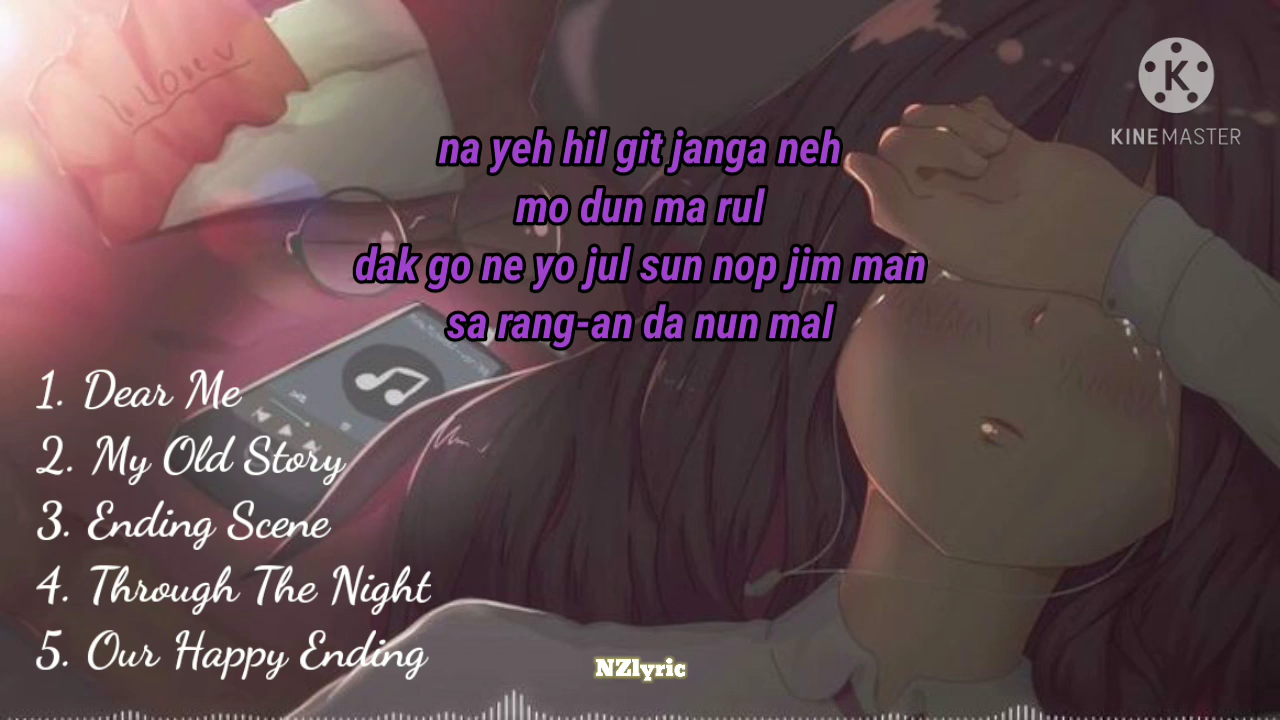 KINEMASTER
na yeh hil git janga neh
mo dun ma rul
dak go ne yo jul sun nop jim man
sa rang-an da nun mal
1. Dear Me
2. My Old Story
3. Ending Scene
4. Through The Night
5. Our Happy Ending
NZlyric